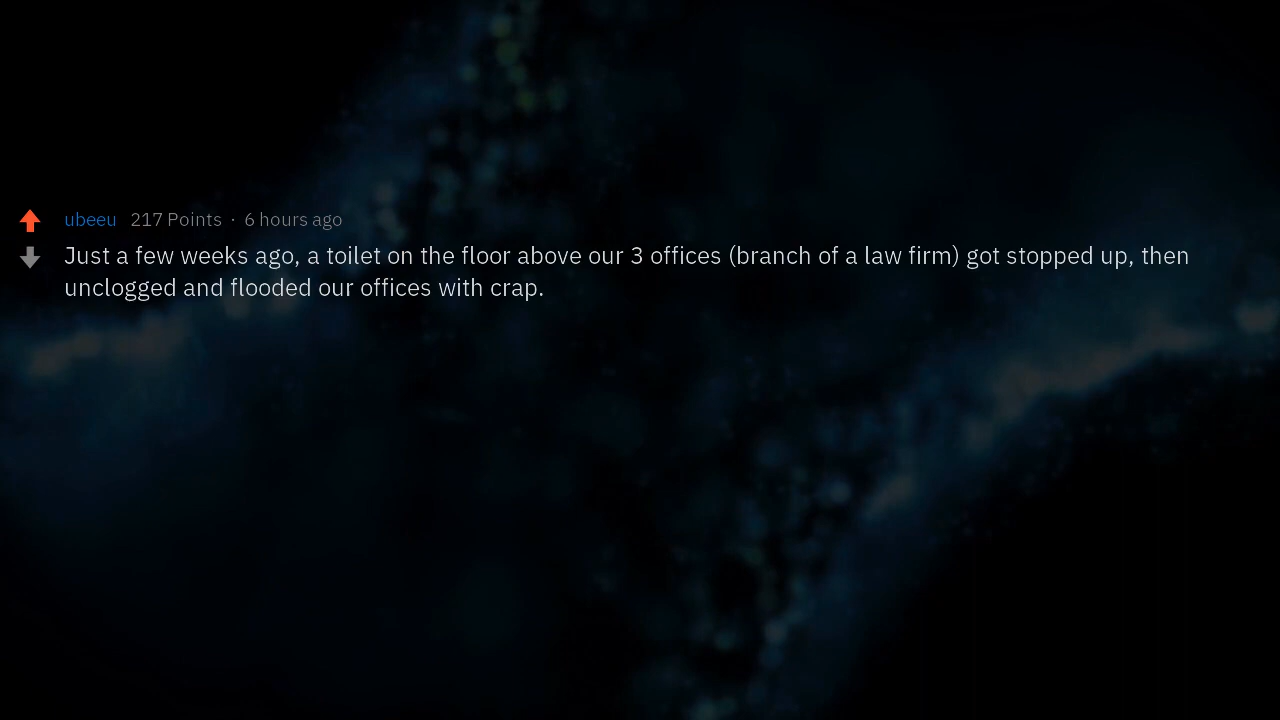 ubeeu 217 Points · 6 hours ago
Just a few weeks ago, a toilet on the floor above our 3 offices (branch of a law firm) got stopped up, then
unclogged and flooded our offices with crap.